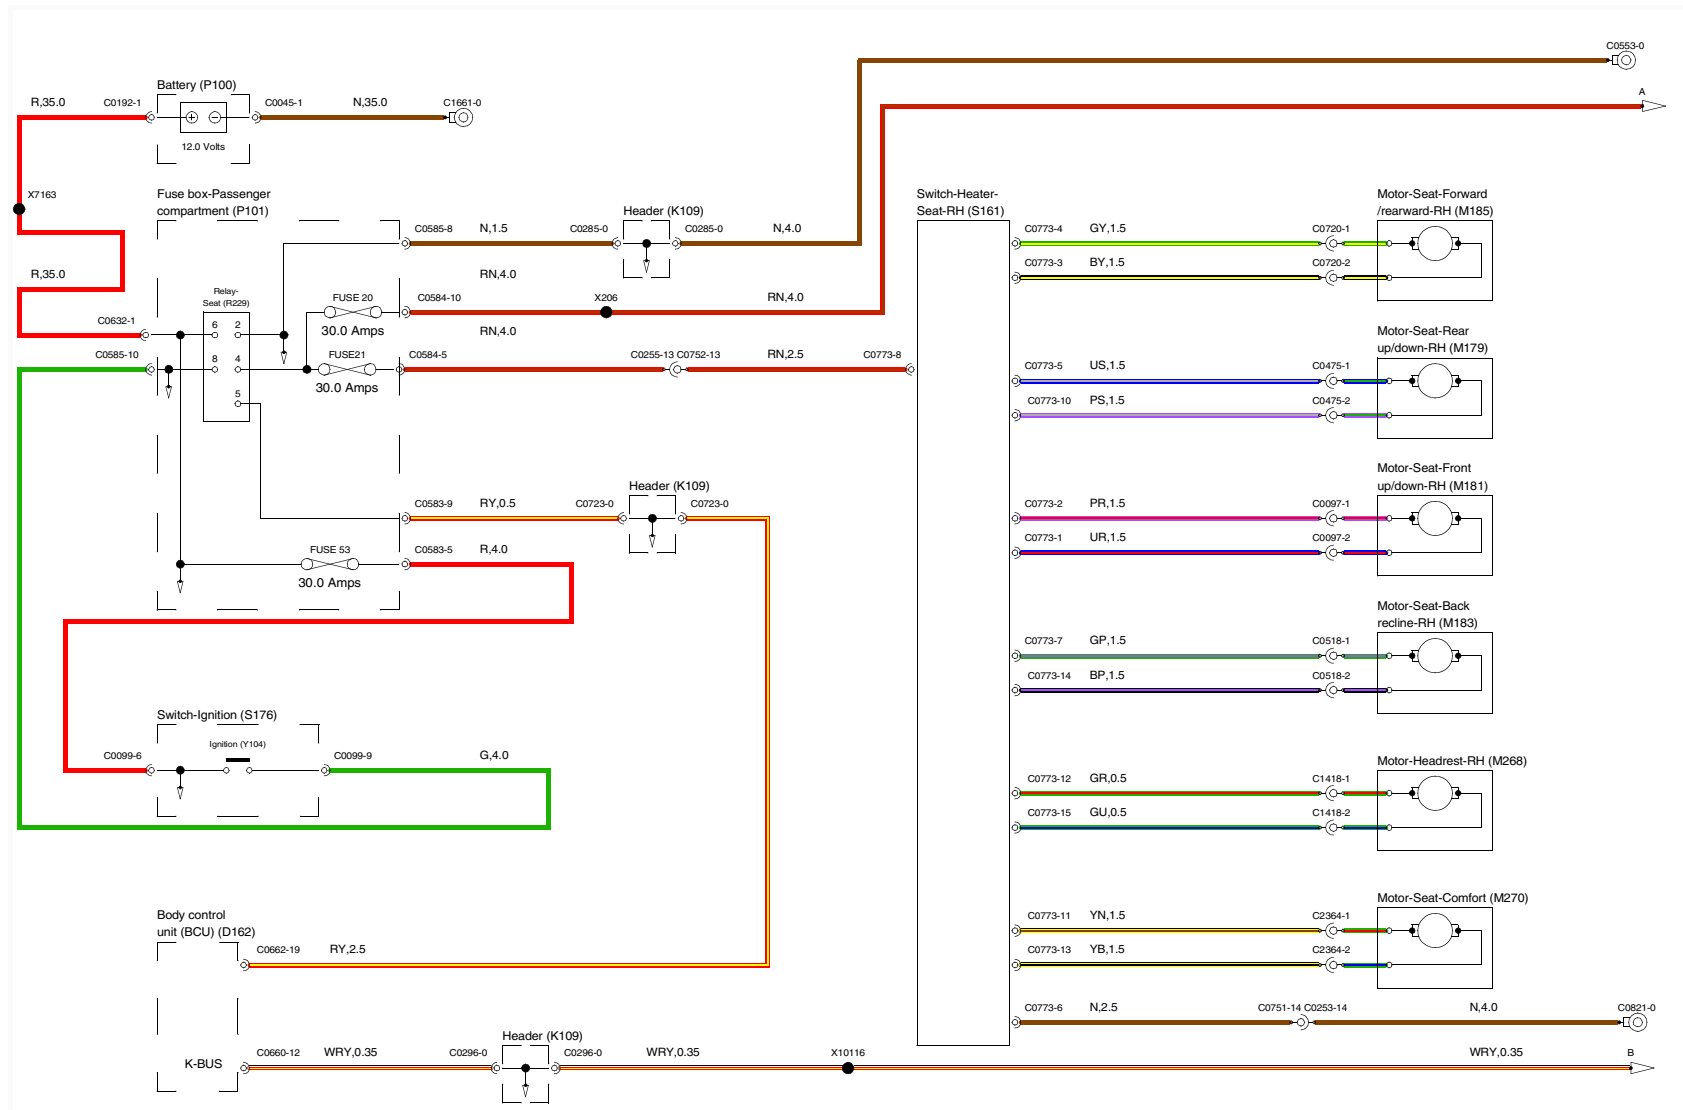 C0553-0
A
Battery (P100)
R,35.0
C0192-1
C0045-1
N,35.0
C1661-0
12.0 Volts
X7163
Fuse box-Passenger
compartment (P101)
Header (K109)
Switch-Heater-
Seat-RH (S161)
Motor-Seat-Forward
/rearward-RH (M185)
C0585-8
N,1.5
C0285-0
C0285-0
N,4.0
C0773-4
GY,1.5
C0720-1
C0773-3
BY,1.5
C0720-2
R,35.0
RN,4.0
Relay-
Seat (R229)
FUSE 20
C0584-10
X206
RN,4.0
C0632-1
6
2
30.0 Amps
RN,4.0
Motor-Seat-Rear
up/down-RH (M179)
C0585-10
8
4
FUSE21
C0584-5
C0255-13
C0752-13
RN,2.5
C0773-8
C0773-5
US,1.5
C0475-1
30.0 Amps
5
C0773-10
PS,1.5
C0475-2
Motor-Seat-Front
up/down-RH (M181)
Header (K109)
C0583-9
RY,0.5
C0723-0
C0723-0
C0773-2
PR,1.5
C0097-1
C0773-1
UR,1.5
C0097-2
FUSE 53
C0583-5
R,4.0
30.0 Amps
Motor-Seat-Back
recline-RH (M183)
C0773-7
GP,1.5
C0518-1
C0773-14
BP,1.5
C0518-2
Switch-Ignition (S176)
Ignition (Y104)
C0099-6
C0099-9
G,4.0
Motor-Headrest-RH (M268)
C0773-12
GR,0.5
C1418-1
C0773-15
GU,0.5
C1418-2
Motor-Seat-Comfort (M270)
Body control
unit (BCU) (D162)
C0773-11
YN,1.5
C2364-1
C0662-19
RY,2.5
C0773-13
YB,1.5
C2364-2
C0773-6
N,2.5
C0751-14
C0253-14
N,4.0
C0821-0
Header (K109)
K-BUS
C0660-12
WRY,0.35
C0296-0
C0296-0
WRY,0.35
X10116
WRY,0.35
B